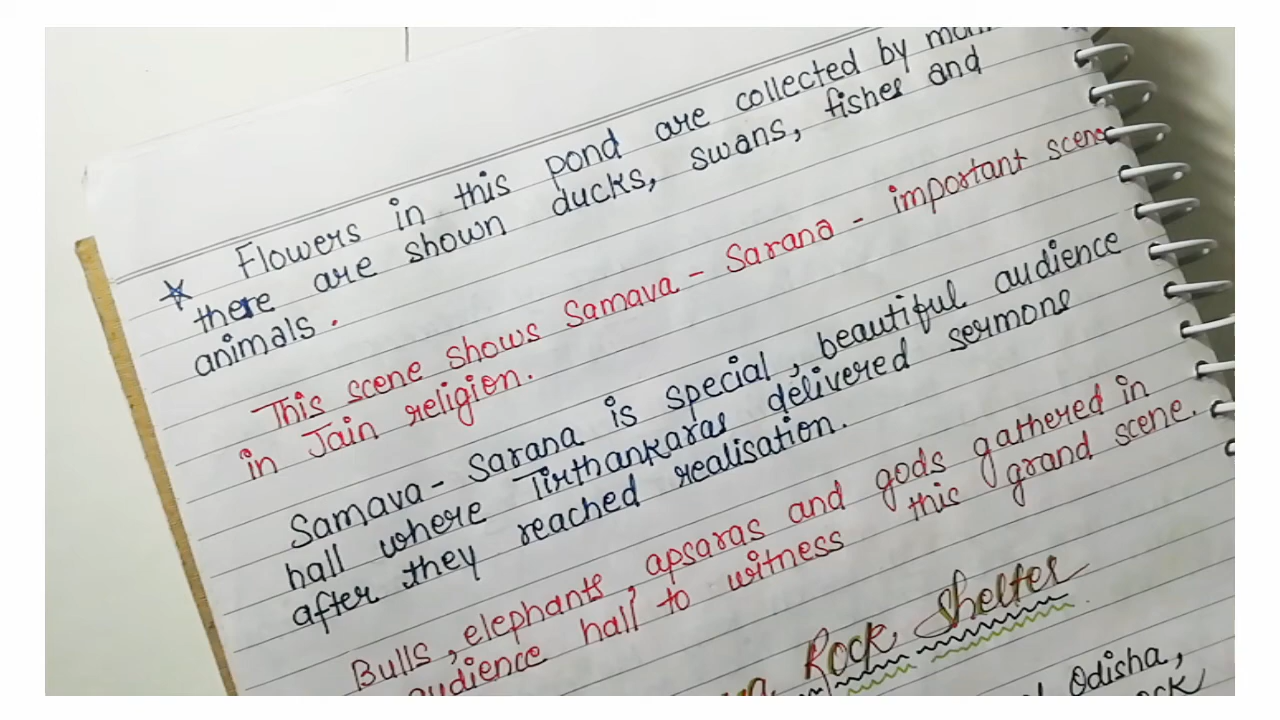 Flowers in this pond are collected by
there are shown ducks, swans, fishes and
animals.
This scene shows Samava - Sarana - important scene
in Jain religion.
Samava - Sarana is special, beautiful audience
hall where Tirthankaras delivered sermons
after they reached realisation.
Bulls, elephants, apsaras and gods gathered in
audience hall to witness this grand scene.
Rock Shelter
Odisha,